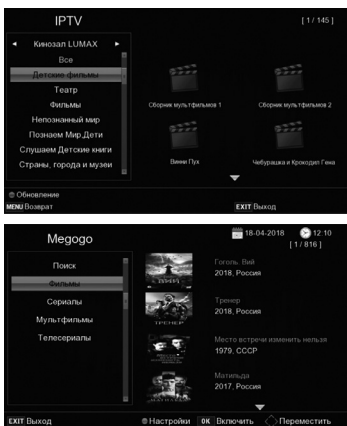 IPTV
[ 1 / 145 ]
Кинозал LUMAX
Все
Детские фильмы
Театр
Фильмы
Непознанный мир
Познаем Мир,Дети
Слушаем Детские книги
Страны, города и музеи
Сборник мультфильмов 1
Сборник мультфильмов 2
Винни Пух
Чебурашка и Крокодил Гена
Обновление
MENU Возврат
EXIT Выход
Megogo
18-04-2018
12:10
[ 1 / 816 ]
Поиск
Фильмы
Сериалы
Мультфильмы
Телесериалы
Гоголь. Вий
2018, Россия
ТРЕНЕР
Тренер
2018, Россия
Место встречи изменить нельзя
1979, СССР
Матильда
2017, Россия
EXIT Выход
Настройки
OK Включить
Переместить